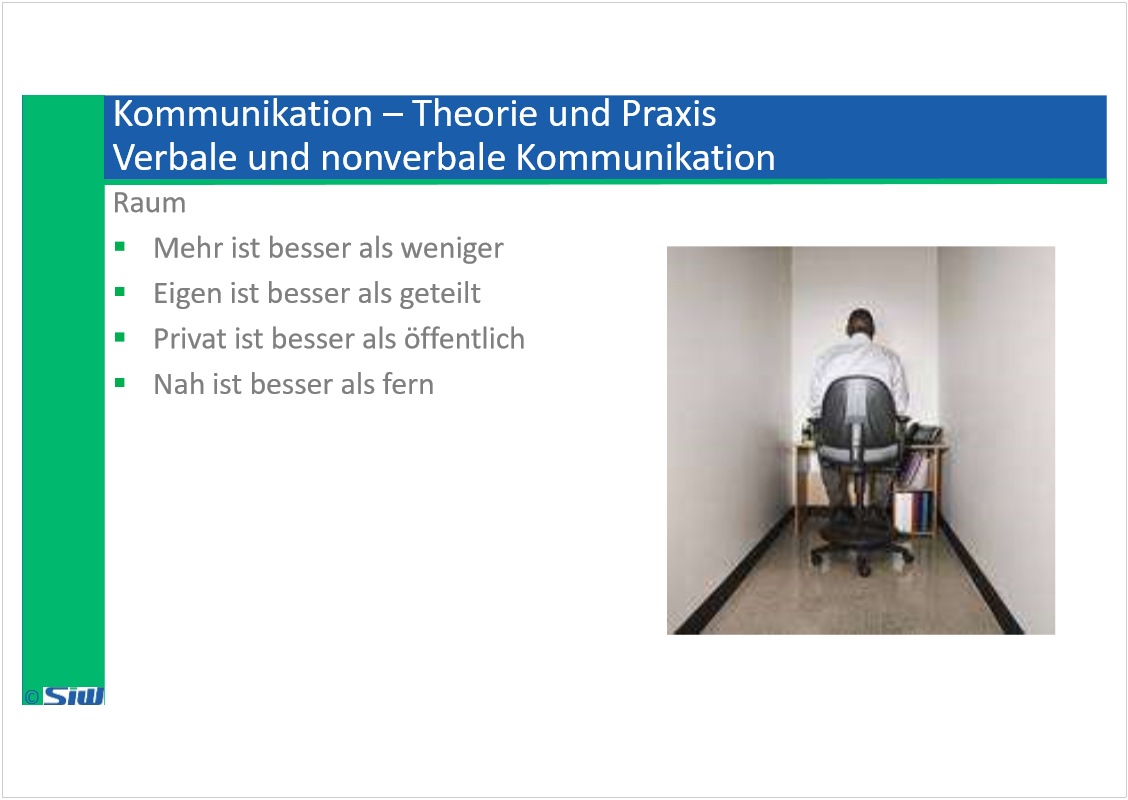 Kommunikation – Theorie und Praxis
Verbale und nonverbale Kommunikation
Raum
▪ Mehr ist besser als weniger
▪ Eigen ist besser als geteilt
▪ Privat ist besser als öffentlich
▪ Nah ist besser als fern
© SiW